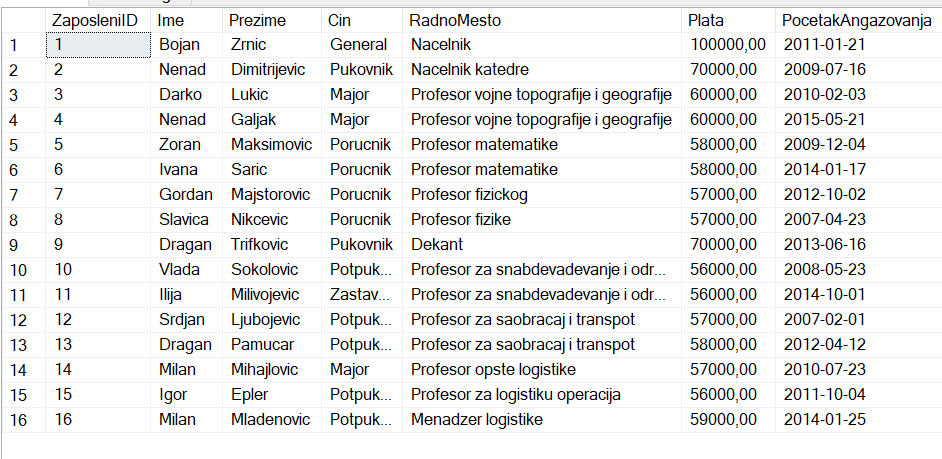 ZaposleniID Ime Prezime Cin RadnoMesto Plata PocetakAngazovanja
1 1 Bojan Zrnic General Nacelnik 100000,00 2011-01-21
2 2 Nenad Dimitrijevic Pukovnik Nacelnik katedre 70000,00 2009-07-16
3 3 Darko Lukic Major Profesor vojne topografije i geografije 60000,00 2010-02-03
4 4 Nenad Galjak Major Profesor vojne topografije i geografije 60000,00 2015-05-21
5 5 Zoran Maksimovic Porucnik Profesor matematike 58000,00 2009-12-04
6 6 Ivana Saric Porucnik Profesor matematike 58000,00 2014-01-17
7 7 Gordan Majstorovic Porucnik Profesor fizickog 57000,00 2012-10-02
8 8 Slavica Nikcevic Porucnik Profesor fizike 57000,00 2007-04-23
9 9 Dragan Trifkovic Pukovnik Dekant 70000,00 2013-06-16
10 10 Vlada Sokolovic Potpuk... Profesor za snabdevadevanje i odr... 56000,00 2008-05-23
11 11 Ilija Milivojevic Zastav... Profesor za snabdevadevanje i odr... 56000,00 2014-10-01
12 12 Srdjan Ljubojevic Potpuk... Profesor za saobracaj i transpot 57000,00 2007-02-01
13 13 Dragan Pamucar Potpuk... Profesor za saobracaj i transpot 58000,00 2012-04-12
14 14 Milan Mihajlovic Major Profesor opste logistike 57000,00 2010-07-23
15 15 Igor Epler Potpuk... Profesor za logistiku operacija 56000,00 2011-10-04
16 16 Milan Mladenovic Potpuk... Menadzer logistike 59000,00 2014-01-25